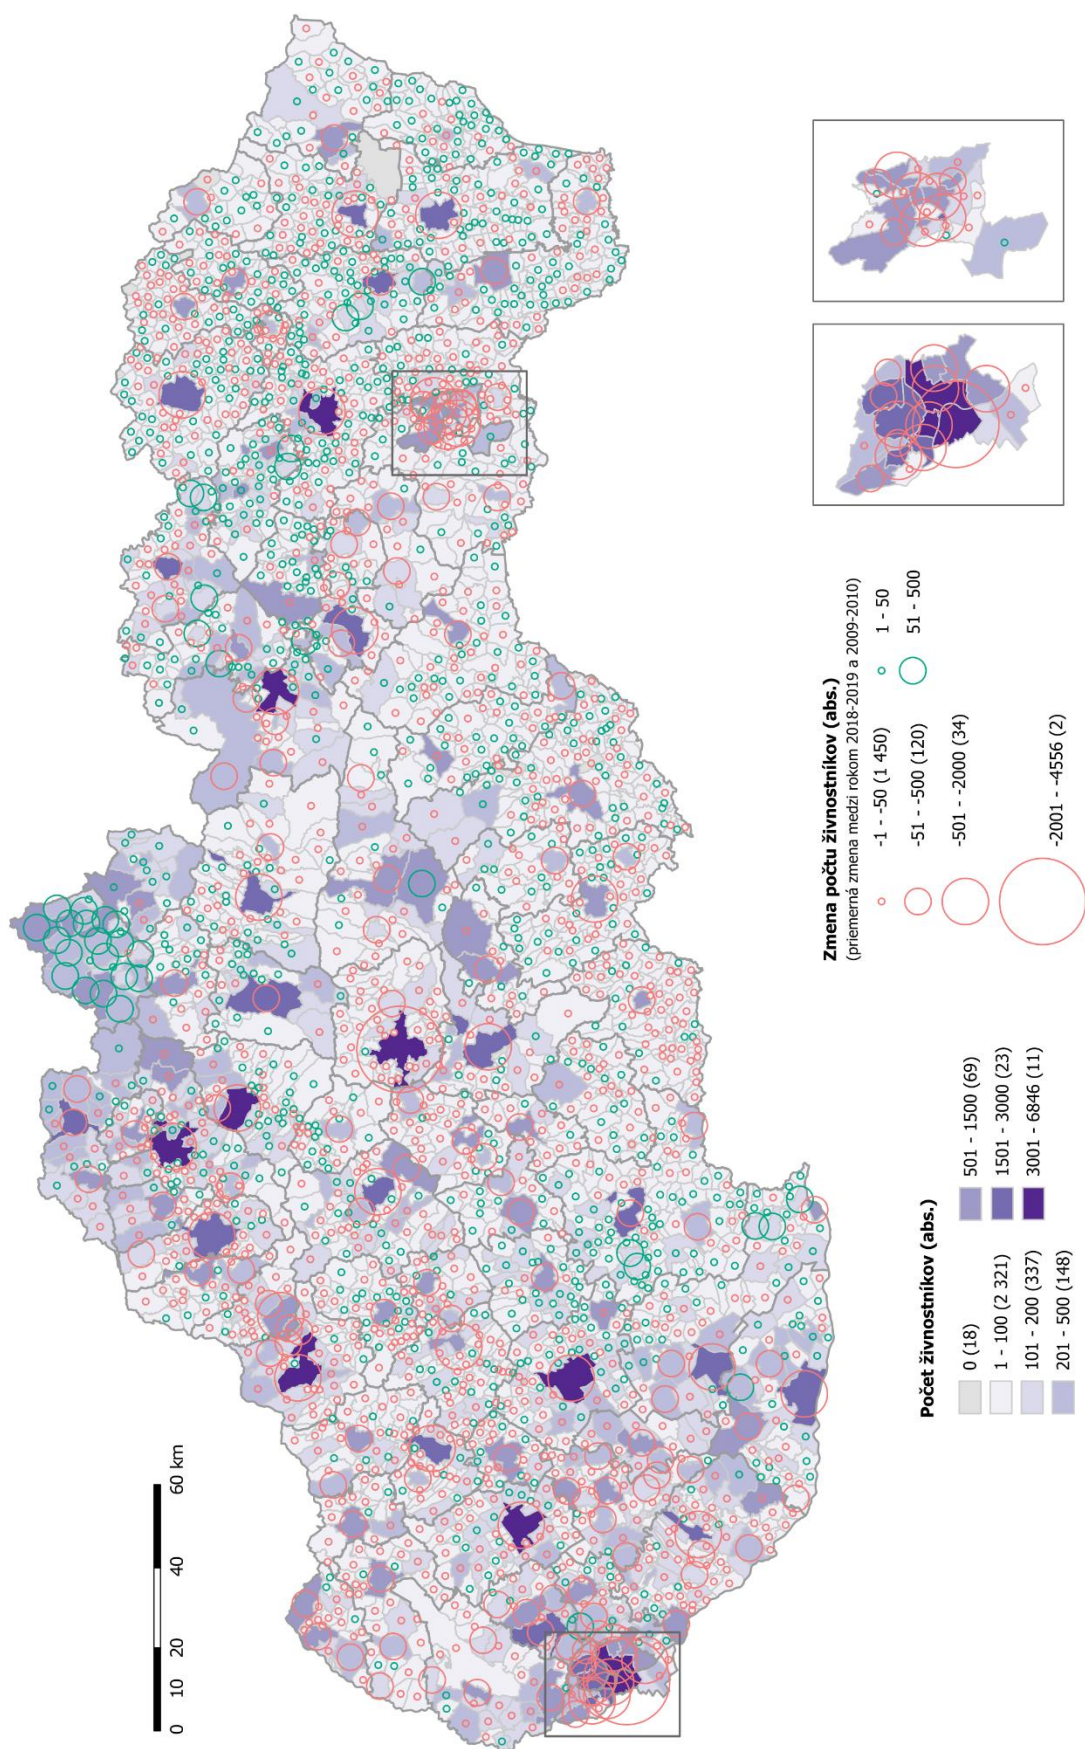 0 10 20 40 60 km
Počet živnostníkov (abs.)
0 (18)
1 - 100 (2 321)
101 - 200 (337)
201 - 500 (148)
501 - 1500 (69)
1501 - 3000 (23)
3001 - 6846 (11)
Zmena počtu živnostníkov (abs.)
(priemerná zmena medzi rokom 2018-2019 a 2009-2010)
-1 - -50 (1 450)
-51 - -500 (120)
-501 - -2000 (34)
-2001 - -4556 (2)
1 - 50
51 - 500